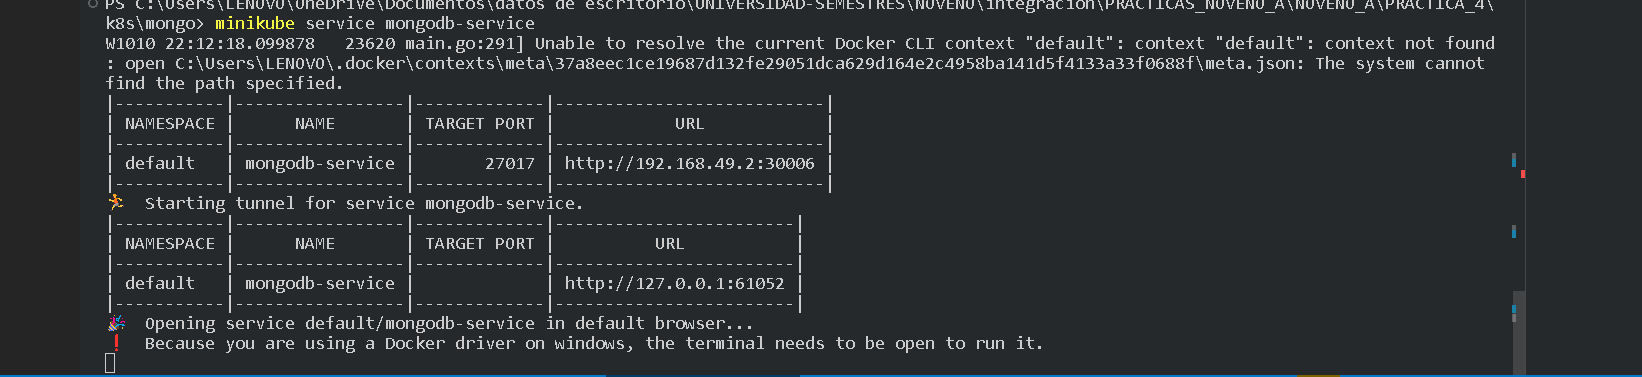 PS C:\Users\LENOVO\OneDrive\Documentos\datos de escritorio\UNIVERSIDAD-SEMESTRES\NOVENO\integracion\PRACTICAS_NOVENO_A\NOVENO_A\PRACTICA_4\
k8s\mongo> minikube service mongodb-service
W1010 22:12:18.099878   23620 main.go:291] Unable to resolve the current Docker CLI context "default": context "default": context not found
: open C:\Users\LENOVO\.docker\contexts\meta\37a8eec1ce19687d132fe29051dca629d164e2c4958ba141d5f4133a33f0688f\meta.json: The system cannot
find the path specified.
|-----------|-----------------|-------------|---------------------------|
| NAMESPACE |      NAME       | TARGET PORT |            URL            |
|-----------|-----------------|-------------|---------------------------|
| default   | mongodb-service |       27017 | http://192.168.49.2:30006 |
|-----------|-----------------|-------------|---------------------------|
🏃  Starting tunnel for service mongodb-service.
|-----------|-----------------|-------------|------------------------|
| NAMESPACE |      NAME       | TARGET PORT |          URL           |
|-----------|-----------------|-------------|------------------------|
| default   | mongodb-service |             | http://127.0.0.1:61052 |
|-----------|-----------------|-------------|------------------------|
🎉  Opening service default/mongodb-service in default browser...
❗  Because you are using a Docker driver on windows, the terminal needs to be open to run it.